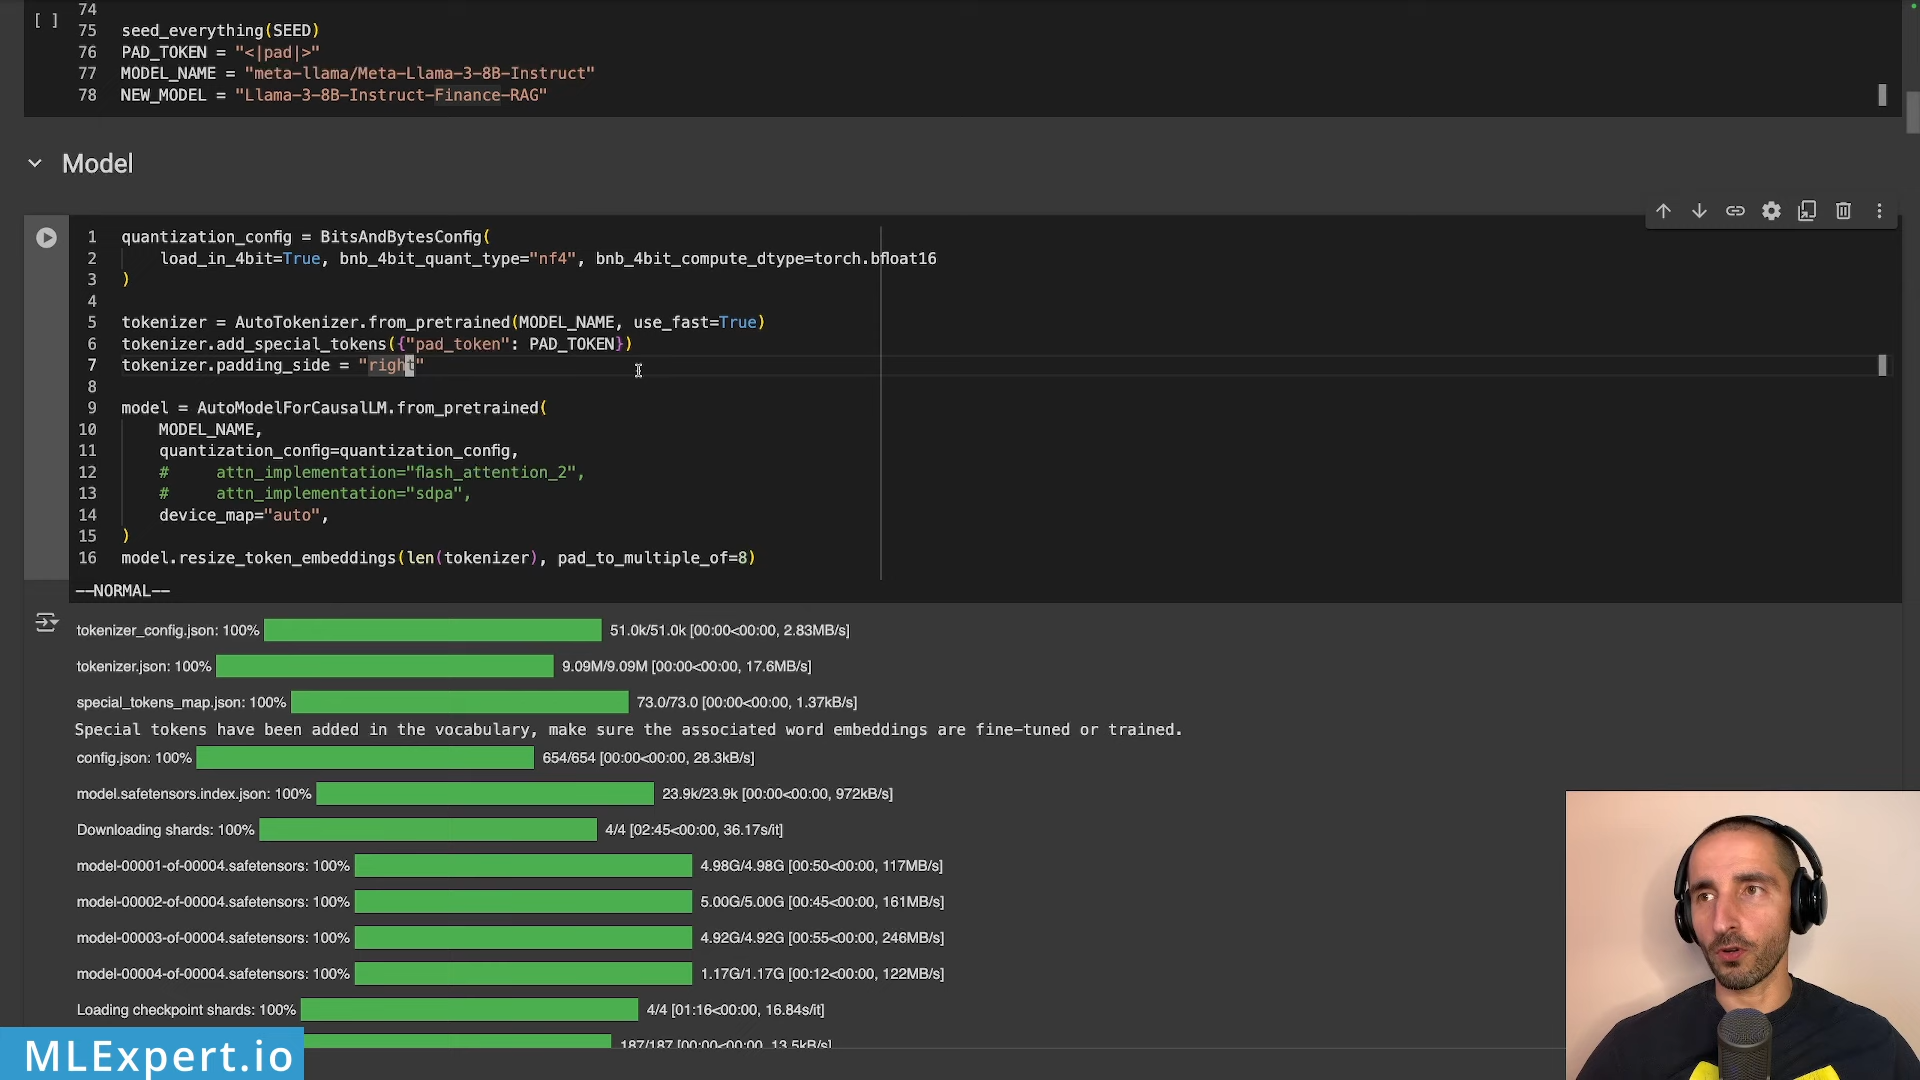 74
[ ]
75 seed_everything(SEED)
76 PAD_TOKEN = "<|pad|>"
77 MODEL_NAME = "meta-llama/Meta-Llama-3-8B-Instruct"
78 NEW_MODEL = "Llama-3-8B-Instruct-Finance-RAG"
Model
1 quantization_config = BitsAndBytesConfig(
2 load_in_4bit=True, bnb_4bit_quant_type="nf4", bnb_4bit_compute_dtype=torch.bfloat16
3 )
4
5 tokenizer = AutoTokenizer.from_pretrained(MODEL_NAME, use_fast=True)
6 tokenizer.add_special_tokens({"pad_token": PAD_TOKEN})
7 tokenizer.padding_side = "right"
8
9 model = AutoModelForCausalLM.from_pretrained(
10 MODEL_NAME,
11 quantization_config=quantization_config,
12 # attn_implementation="flash_attention_2",
13 # attn_implementation="sdpa",
14 device_map="auto",
15 )
16 model.resize_token_embeddings(len(tokenizer), pad_to_multiple_of=8)
--NORMAL--
tokenizer_config.json: 100% 51.0k/51.0k [00:00<00:00, 2.83MB/s]
tokenizer.json: 100% 9.09M/9.09M [00:00<00:00, 17.6MB/s]
special_tokens_map.json: 100% 73.0/73.0 [00:00<00:00, 1.37kB/s]
Special tokens have been added in the vocabulary, make sure the associated word embeddings are fine-tuned or trained.
config.json: 100% 654/654 [00:00<00:00, 28.3kB/s]
model.safetensors.index.json: 100% 23.9k/23.9k [00:00<00:00, 972kB/s]
Downloading shards: 100% 4/4 [02:45<00:00, 36.17s/it]
model-00001-of-00004.safetensors: 100% 4.98G/4.98G [00:50<00:00, 117MB/s]
model-00002-of-00004.safetensors: 100% 5.00G/5.00G [00:45<00:00, 161MB/s]
model-00003-of-00004.safetensors: 100% 4.92G/4.92G [00:55<00:00, 246MB/s]
model-00004-of-00004.safetensors: 100% 1.17G/1.17G [00:12<00:00, 122MB/s]
Loading checkpoint shards: 100% 4/4 [01:16<00:00, 16.84s/it]
187/187 [00:00<00:00, 13.5kB/s]
MLExpert.io